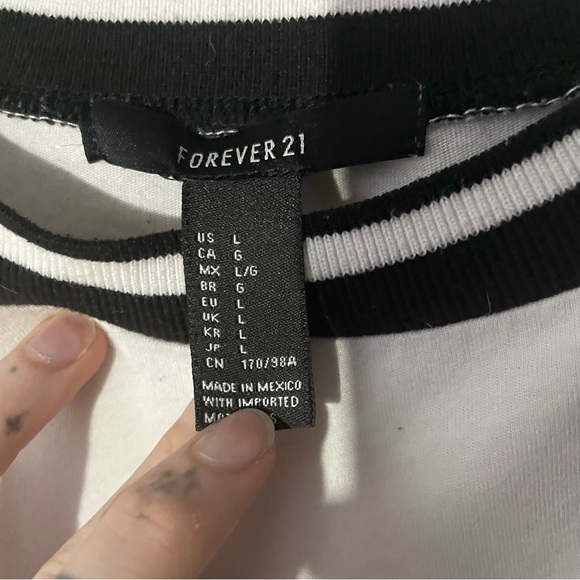 FOREVER 21
US L
CA G
MX L/G
BR G
EU L
UK L
KR L
JP L
CN 170/98A
MADE IN MEXICO
WITH IMPORTED